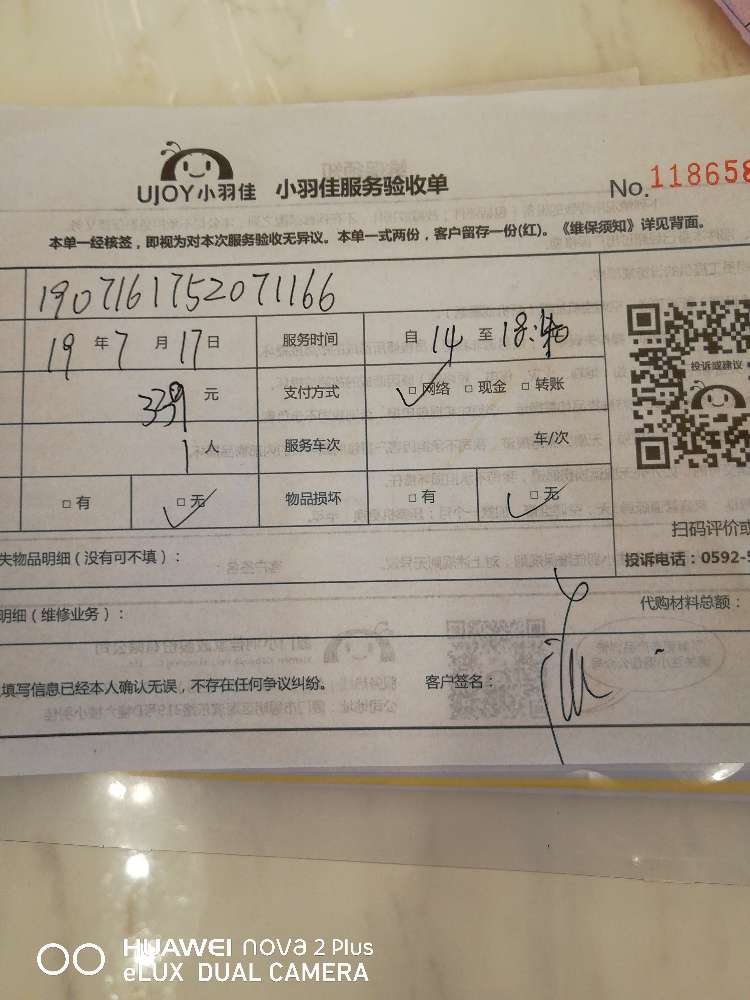 UJOY小羽佳 小羽佳服务验收单 No.118658
本单一经核签，即视为对本次服务验收无异议。本单一式两份，客户留存一份(红)。《维保须知》详见背面。
1907161752071166
19年7月17日 服务时间 自14至18:40
339元 支付方式 网络 现金 转账
1人 服务车次 车/次
有 无 物品损坏 有 无
投诉或建议
扫码评价或
失物品明细（没有可不填）： 投诉电话：0592-5
明细（维修业务）： 代购材料总额：
填写信息已经本人确认无误，不存在任何争议纠纷。 客户签名：
HUAWEI nova 2 Plus
eLUX DUAL CAMERA